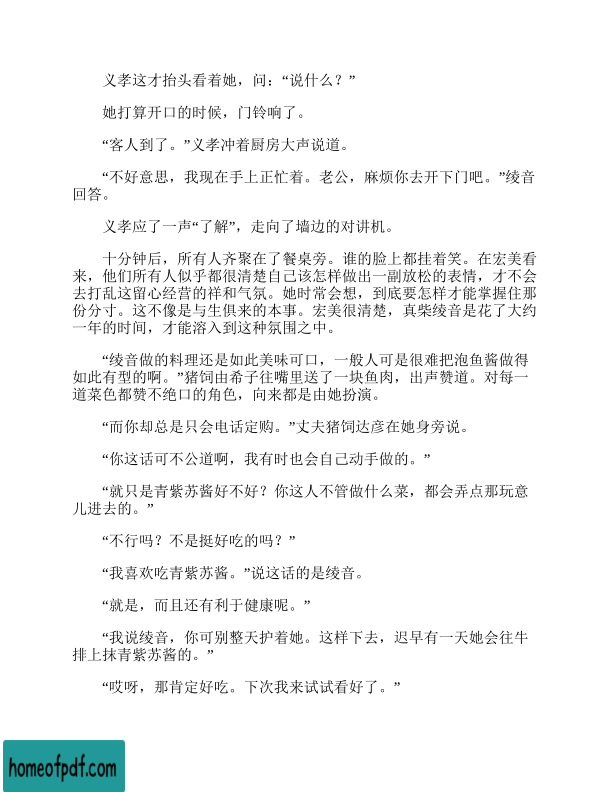 义孝这才抬头看着她，问：“说什么？”
她打算开口的时候，门铃响了。
“客人到了。”义孝冲着厨房大声说道。
“不好意思，我现在手上正忙着。老公，麻烦你去开下门吧。”绫音
回答。
义孝应了一声“了解”，走向了墙边的对讲机。
十分钟后，所有人齐聚在了餐桌旁。谁的脸上都挂着笑。在宏美看
来，他们所有人似乎都很清楚自己该怎样做出一副放松的表情，才不会
去打乱这留心经营的祥和气氛。她时常会想，到底要怎样才能掌握住那
份分寸。这不像是与生俱来的本事。宏美很清楚，真柴绫音是花了大约
一年的时间，才能溶入到这种氛围之中。
“绫音做的料理还是如此美味可口，一般人可是很难把泡鱼酱做得
如此有型的啊。”猪饲由希子往嘴里送了一块鱼肉，出声赞道。对每一
道菜色都赞不绝口的角色，向来都是由她扮演。
“而你却总是只会电话定购。”丈夫猪饲达彦在她身旁说。
“你这话可不公道啊，我有时也会自己动手做的。”
“就只是青紫苏酱好不好？你这人不管做什么菜，都会弄点那玩意
儿进去的。”
“不行吗？不是挺好吃的吗？”
“我喜欢吃青紫苏酱。”说这话的是绫音。
“就是，而且还有利于健康呢。”
“我说绫音，你可别整天护着她。这样下去，迟早有一天她会往牛
排上抹青紫苏酱的。”
“哎呀，那肯定好吃。下次我来试试看好了。”
homeofpdf.com